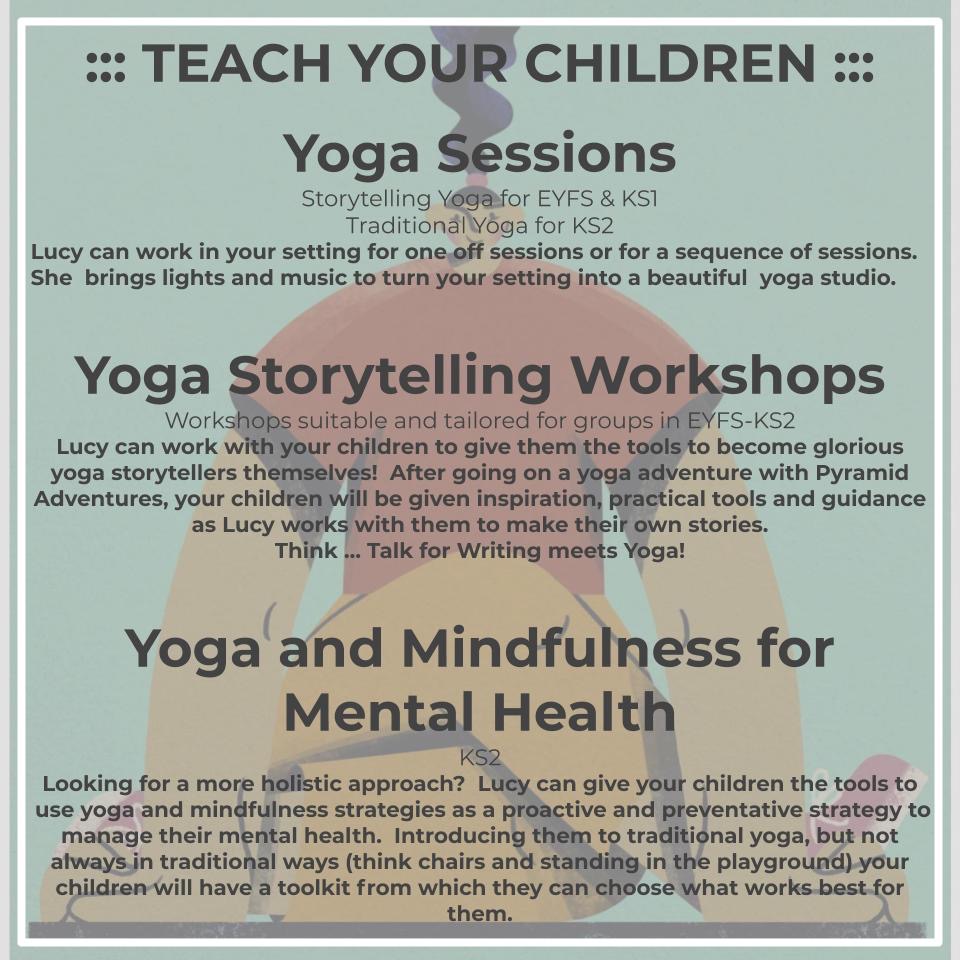 ::: TEACH YOUR CHILDREN :::
Yoga Sessions
Storytelling Yoga for EYFS & KS1
Traditional Yoga for KS2
Lucy can work in your setting for one off sessions or for a sequence of sessions.
She  brings lights and music to turn your setting into a beautiful  yoga studio.
Yoga Storytelling Workshops
Workshops suitable and tailored for groups in EYFS-KS2
Lucy can work with your children to give them the tools to become glorious
yoga storytellers themselves!  After going on a yoga adventure with Pyramid
Adventures, your children will be given inspiration, practical tools and guidance
as Lucy works with them to make their own stories.
Think ... Talk for Writing meets Yoga!
Yoga and Mindfulness for
Mental Health
KS2
Looking for a more holistic approach?  Lucy can give your children the tools to
use yoga and mindfulness strategies as a proactive and preventative strategy to
manage their mental health.  Introducing them to traditional yoga, but not
always in traditional ways (think chairs and standing in the playground) your
children will have a toolkit from which they can choose what works best for
them.